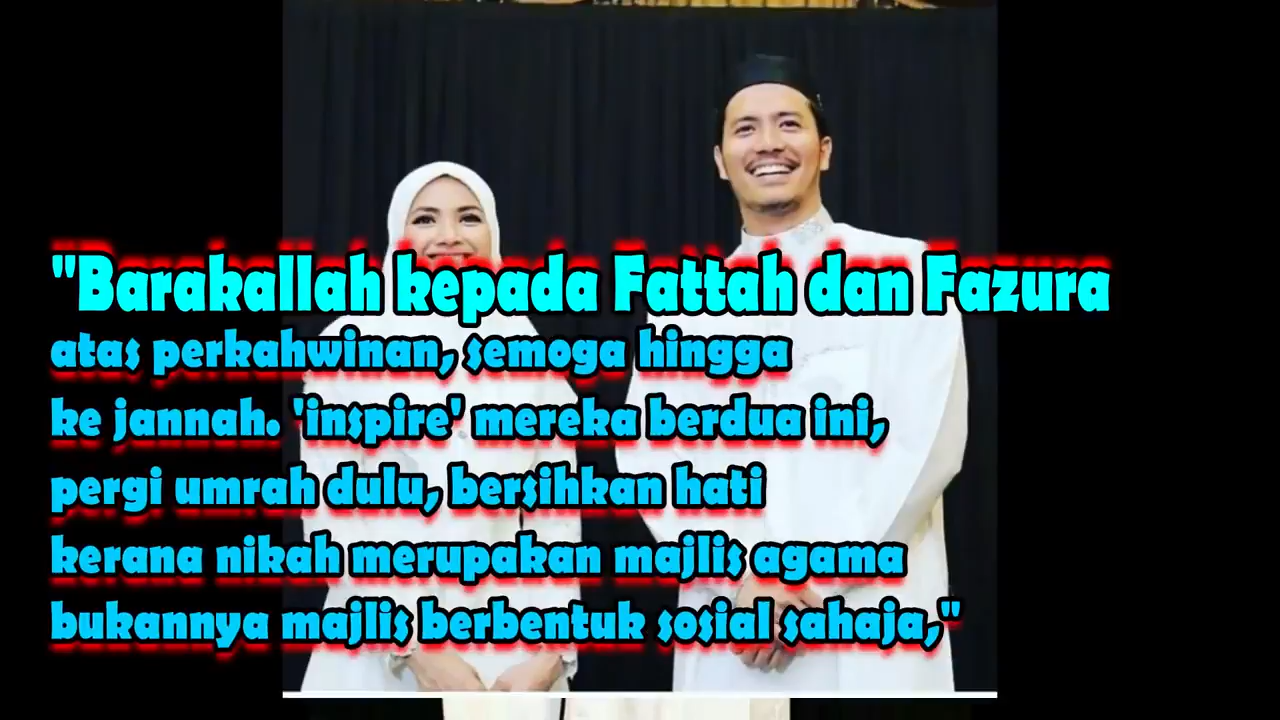 "Barakallah kepada Fattah dan Fazura
atas perkahwinan, semoga hingga
ke jannah. 'inspire' mereka berdua ini,
pergi umrah dulu, bersihkan hati
kerana nikah merupakan majlis agama
bukannya majlis berbentuk sosial sahaja,"